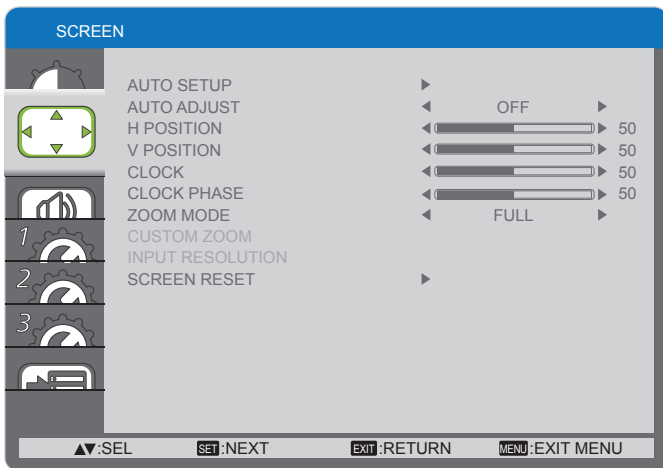 SCREEN
AUTO SETUP
AUTO ADJUST OFF
H POSITION 50
V POSITION 50
CLOCK 50
CLOCK PHASE 50
ZOOM MODE FULL
CUSTOM ZOOM
INPUT RESOLUTION
SCREEN RESET
1
2
3
:SEL SET:NEXT EXIT:RETURN MENU:EXIT MENU